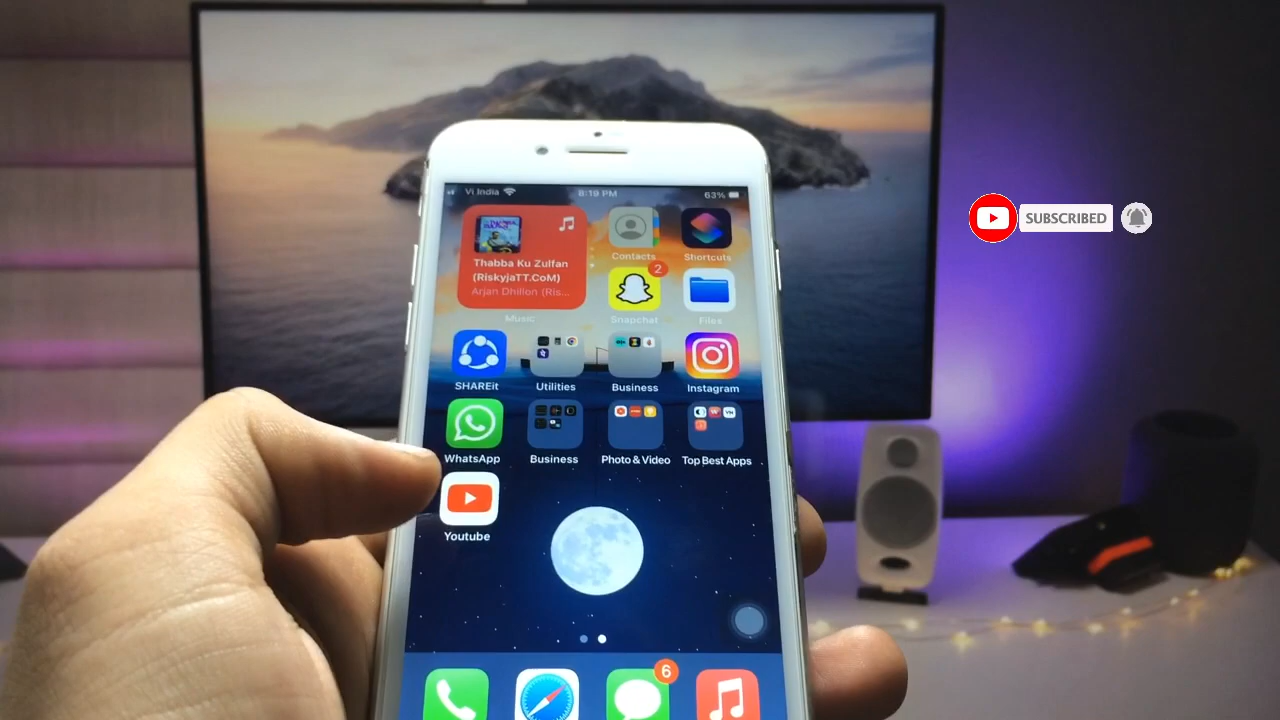 Vi India
8:19 PM
63%
Thabba Ku Zulfan
(RiskyjaTT.CoM)
Arjan Dhillon (Ris...
Music
Contacts
Shortcuts
2
Snapchat
Files
SHAREit
Utilities
Business
Instagram
WhatsApp
Business
Photo & Video
Top Best Apps
Youtube
6
SUBSCRIBED